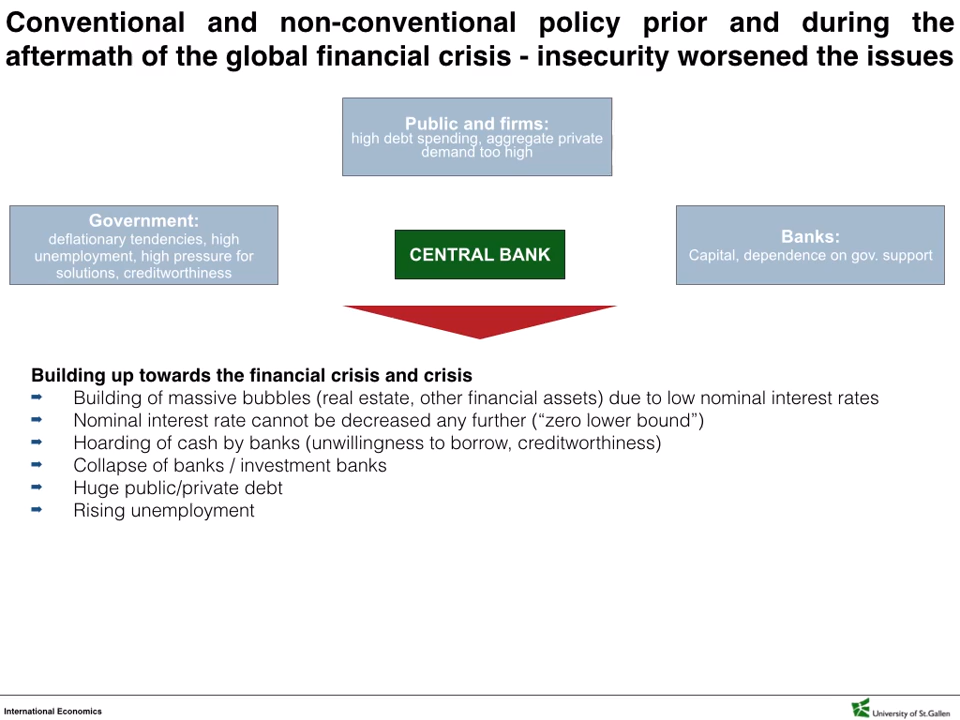 Conventional and non-conventional policy prior and during the
aftermath of the global financial crisis - insecurity worsened the issues
Public and firms:
high debt spending, aggregate private
demand too high
Government:
deflationary tendencies, high
unemployment, high pressure for
solutions, creditworthiness
CENTRAL BANK
Banks:
Capital, dependence on gov. support
Building up towards the financial crisis and crisis
➡ Building of massive bubbles (real estate, other financial assets) due to low nominal interest rates
➡ Nominal interest rate cannot be decreased any further (“zero lower bound”)
➡ Hoarding of cash by banks (unwillingness to borrow, creditworthiness)
➡ Collapse of banks / investment banks
➡ Huge public/private debt
➡ Rising unemployment
International Economics
University of St.Gallen